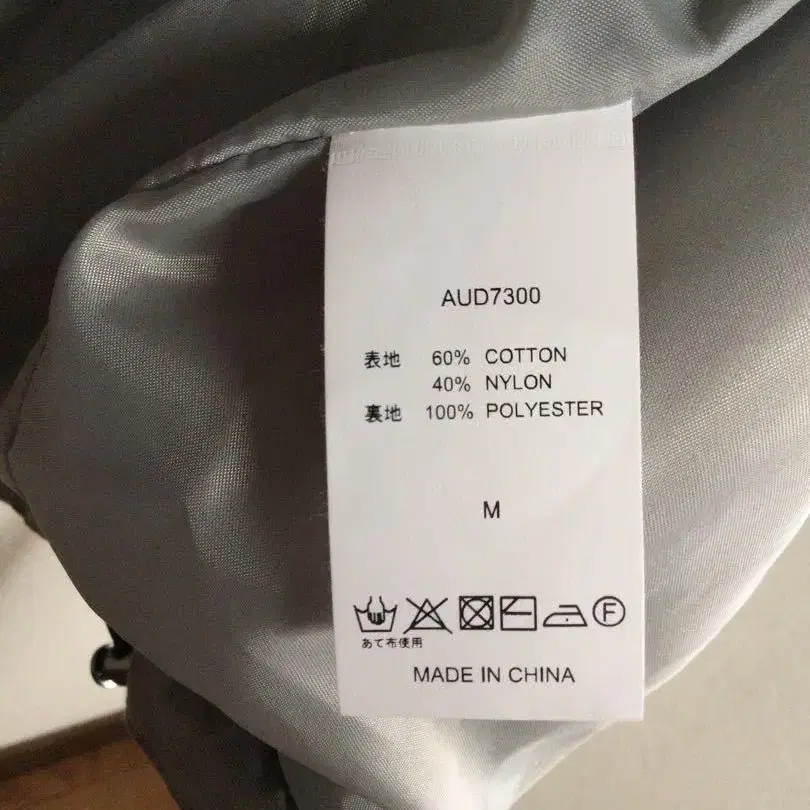 AUD7300
表地 60% COTTON
40% NYLON
裏地 100% POLYESTER
M
F
あて布使用
MADE IN CHINA